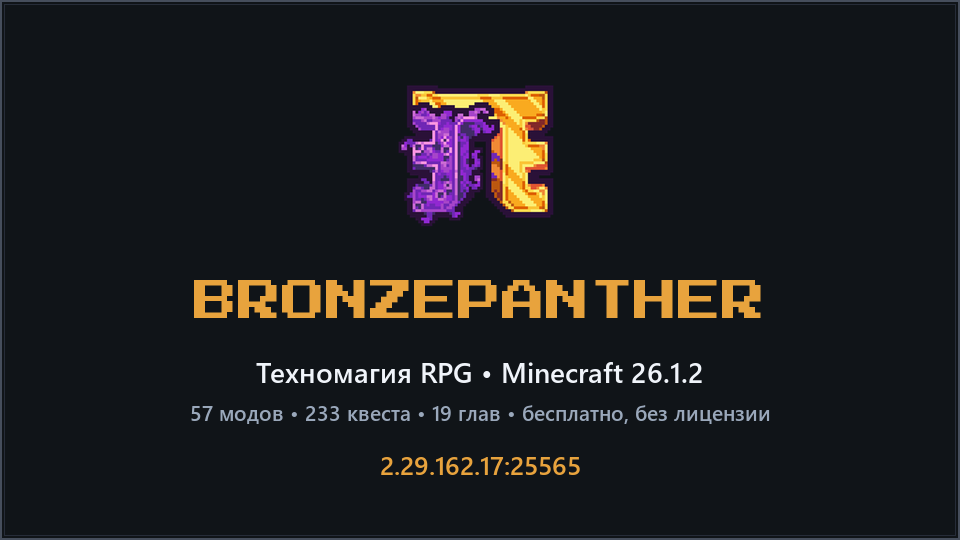 BRONZEPANTHER
Техномагия RPG • Minecraft 26.1.2
57 модов • 233 квеста • 19 глав • бесплатно, без лицензии
2.29.162.17:25565